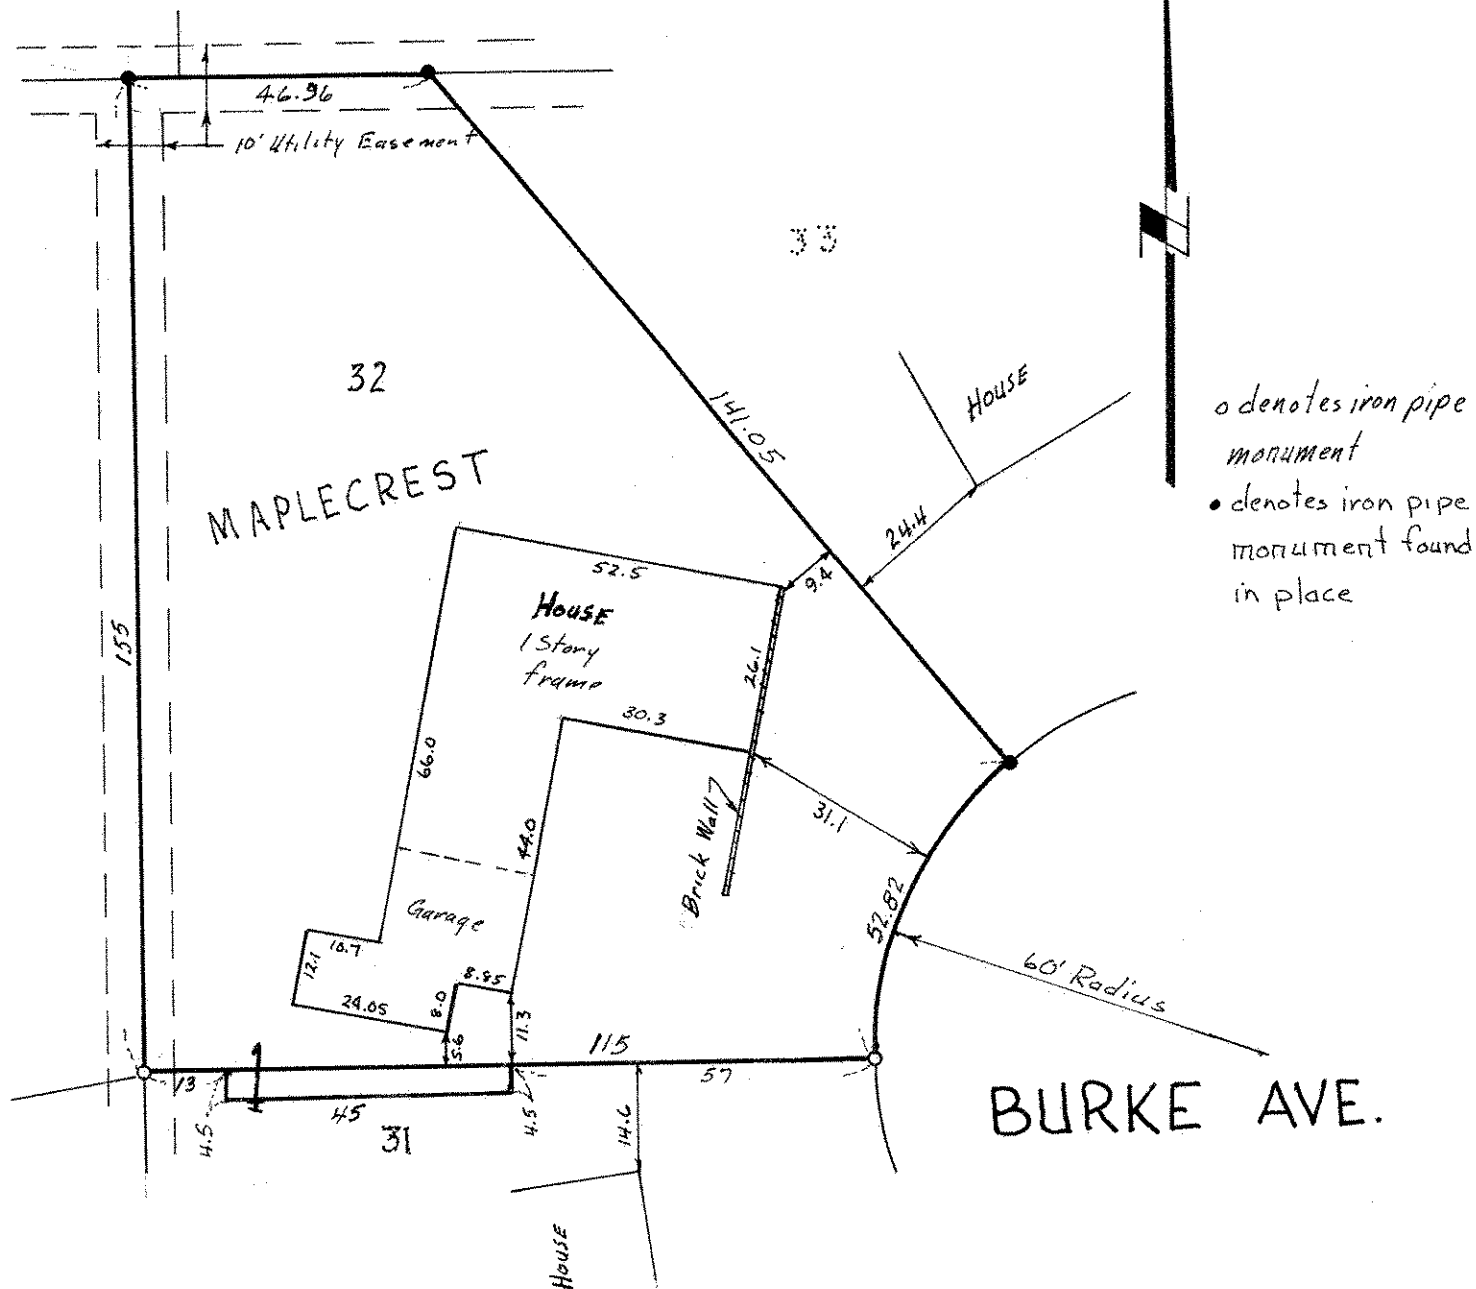 46.96
10' Utility Easement
33
32
MAPLECREST
141.05
House
24.4
o denotes iron pipe
monument
• denotes iron pipe
monument found
in place
155
52.5
9.4
House
1 Story
frame
26.1
30.3
66.0
44.0
Brick Wall
31.1
52.82
Garage
10.7
12.1
24.05
8.0
8.85
5.6
11.3
60' Radius
115
57
13
45
4.5
4.5
14.6
31
BURKE AVE.
House